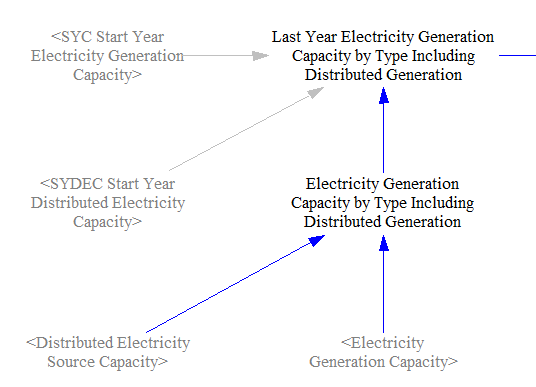 <SYC Start Year
Electricity Generation
Capacity>
Last Year Electricity Generation
Capacity by Type Including
Distributed Generation
<SYDEC Start Year
Distributed Electricity
Capacity>
Electricity Generation
Capacity by Type Including
Distributed Generation
<Distributed Electricity
Source Capacity>
<Electricity
Generation Capacity>